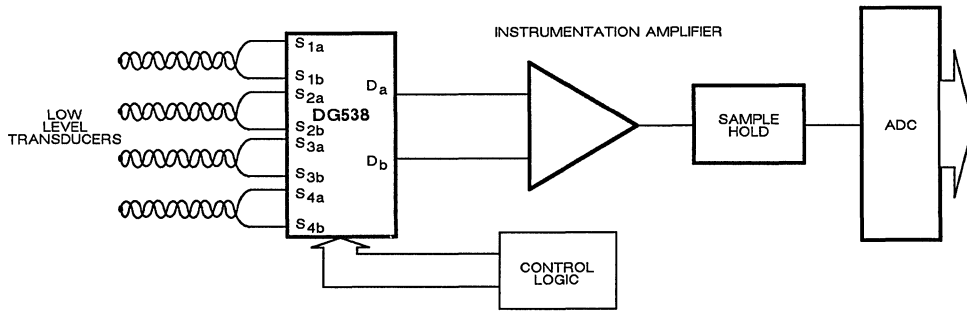 INSTRUMENTATION AMPLIFIER
LOW
LEVEL
TRANSDUCERS
S1a
S1b
S2a
DG538
S2b
S3a
S3b
S4a
S4b
Da
Db
SAMPLE
HOLD
ADC
CONTROL
LOGIC